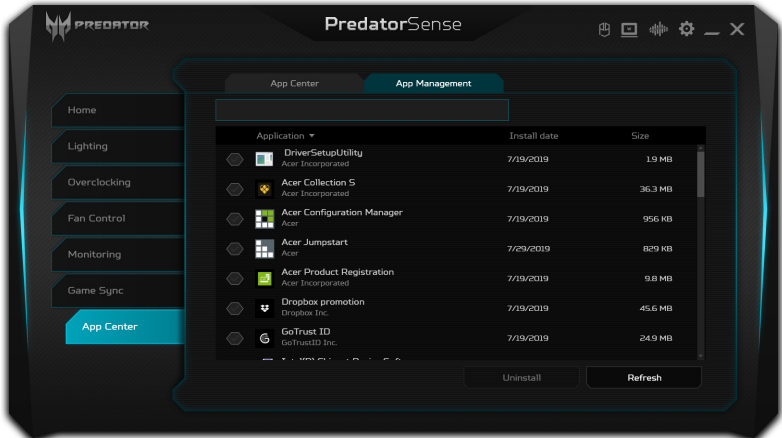 PREDATOR
PredatorSense
App Center
App Management
Home
Lighting
Overclocking
Fan Control
Monitoring
Game Sync
App Center
Application Install date Size
DriverSetupUtility
Acer Incorporated
7/19/2019 1.9 MB
Acer Collection S
Acer Incorporated
7/19/2019 36.3 MB
Acer Configuration Manager
Acer
7/19/2019 956 KB
Acer Jumpstart
Acer
7/29/2019 829 KB
Acer Product Registration
Acer Incorporated
7/19/2019 9.8 MB
Dropbox promotion
Dropbox Inc.
7/19/2019 45.6 MB
GoTrust ID
GoTrustID Inc.
7/19/2019 24.9 MB
Uninstall
Refresh